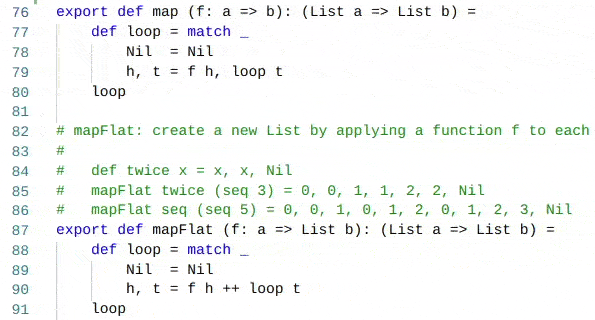 76 export def map (f: a => b): (List a => List b) =
77     def loop = match _
78         Nil  = Nil
79         h, t = f h, loop t
80     loop
81
82 # mapFlat: create a new List by applying a function f to each
83 #
84 #   def twice x = x, x, Nil
85 #   mapFlat twice (seq 3) = 0, 0, 1, 1, 2, 2, Nil
86 #   mapFlat seq (seq 5) = 0, 0, 1, 0, 1, 2, 0, 1, 2, 3, Nil
87 export def mapFlat (f: a => List b): (List a => List b) =
88     def loop = match _
89         Nil  = Nil
90         h, t = f h ++ loop t
91     loop